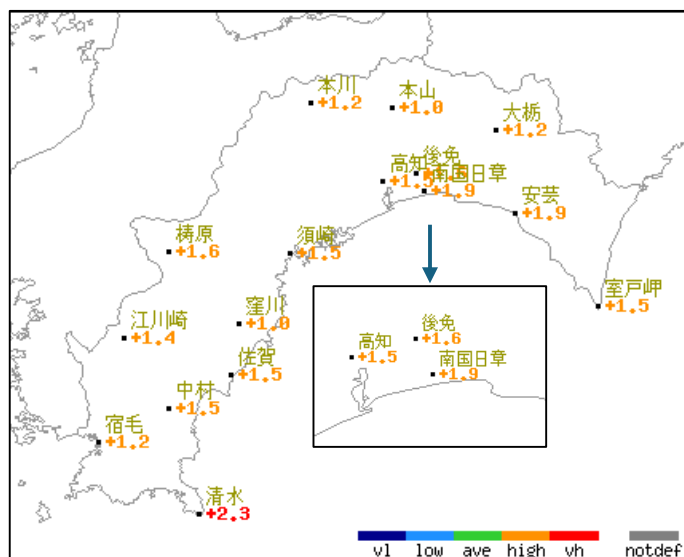 本川
+1.2
本山
+1.0
大栃
+1.2
高知
+1.5
後免
南国日章
+1.9
安芸
+1.9
梼原
+1.6
須崎
+1.5
室戸岬
+1.5
江川崎
+1.4
窪川
+1.0
後免
+1.6
高知
+1.5
南国日章
+1.9
佐賀
+1.5
中村
+1.5
宿毛
+1.2
清水
+2.3
vl low ave high vh notdef